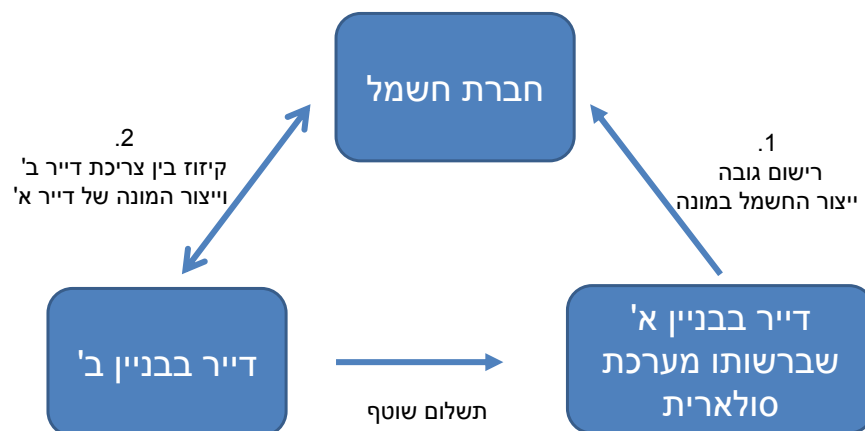 חברת חשמל
.1
רישום גובה
ייצור החשמל במונה
.2
קיזוז בין צריכת דייר ב'
וייצור המונה של דייר א'
דייר בבניין א'
שברשותו מערכת
סולארית
דייר בבניין ב'
תשלום שוטף